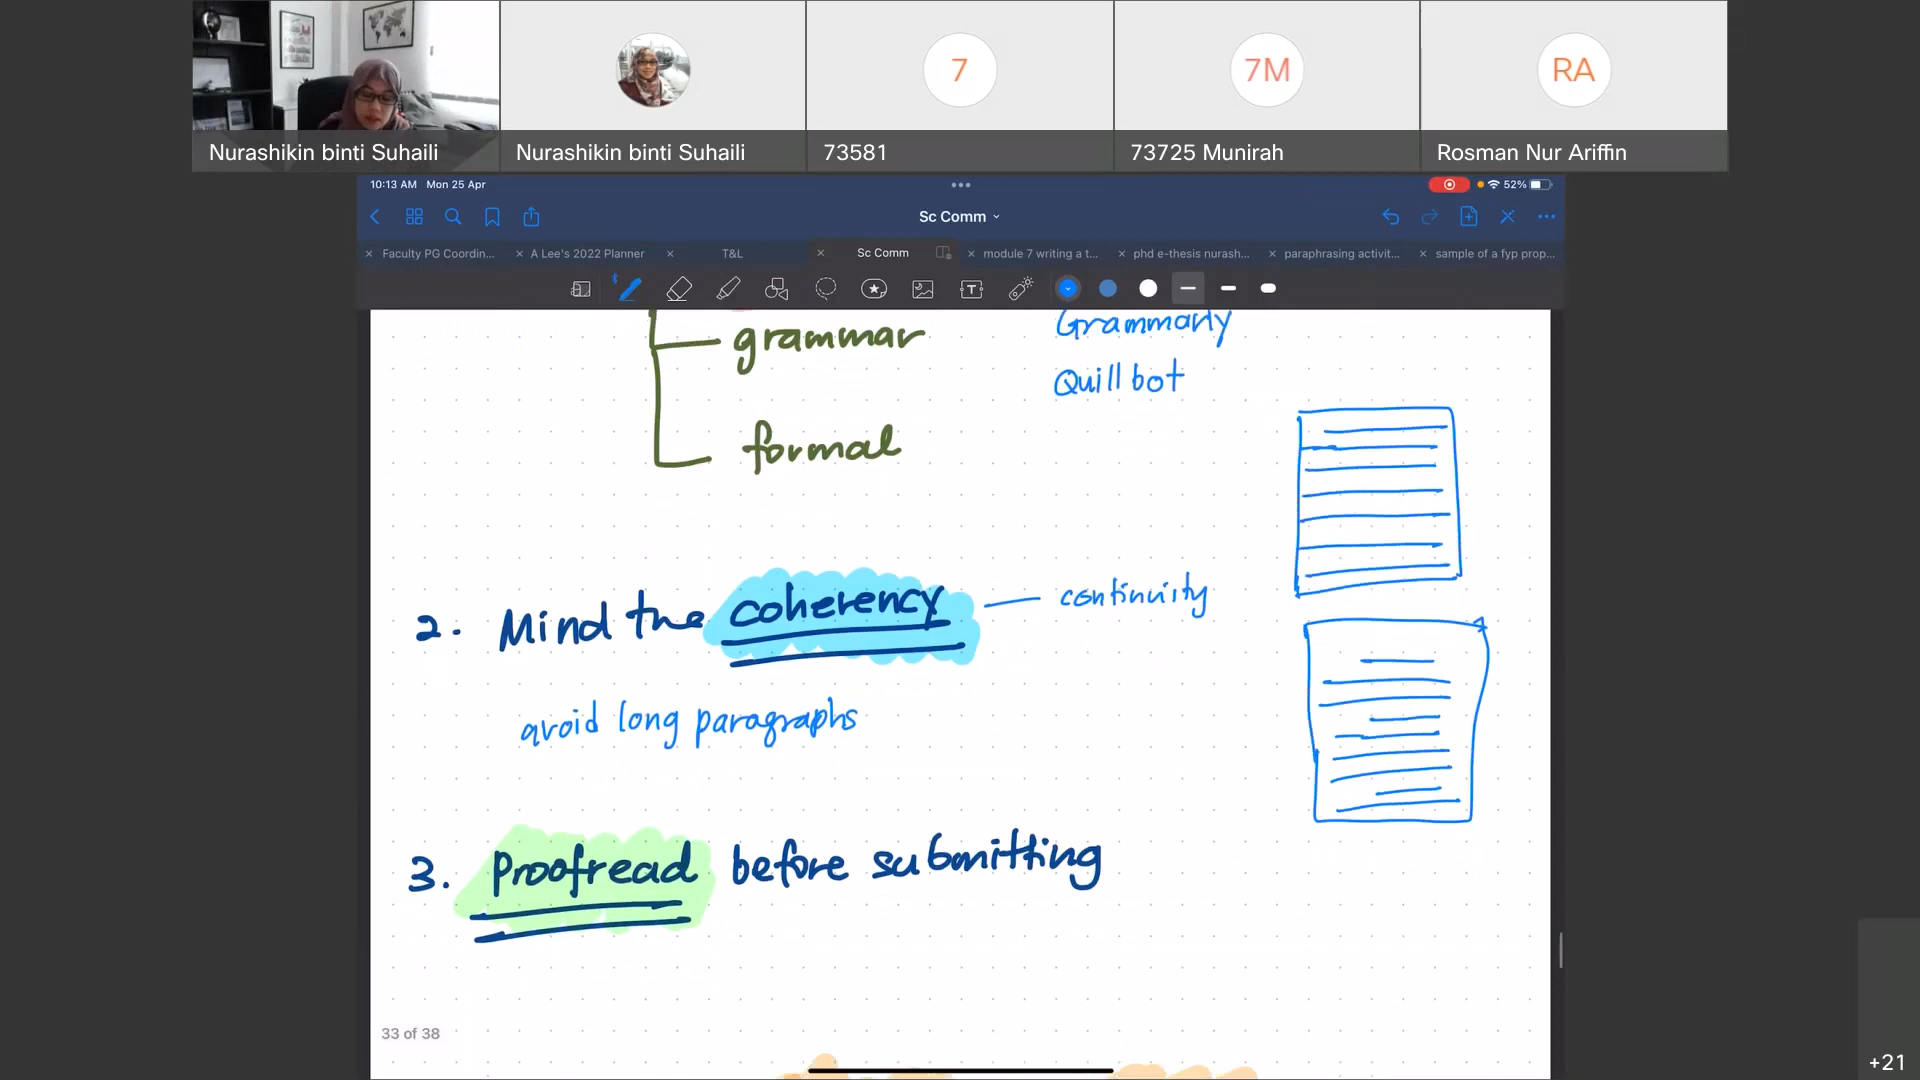 7
7M
RA
Nurashikin binti Suhaili
Nurashikin binti Suhaili
73581
73725 Munirah
Rosman Nur Ariffin
10:13 AM Mon 25 Apr
52%
Sc Comm
Faculty PG Coordin...
A Lee's 2022 Planner
T&L
Sc Comm
module 7 writing a t...
phd e-thesis nurash...
paraphrasing activit...
sample of a fyp prop...
grammar
Grammarly
Quill bot
formal
2. Mind the coherency — continuity
avoid long paragraphs
3. Proofread before submitting
33 of 38
+21